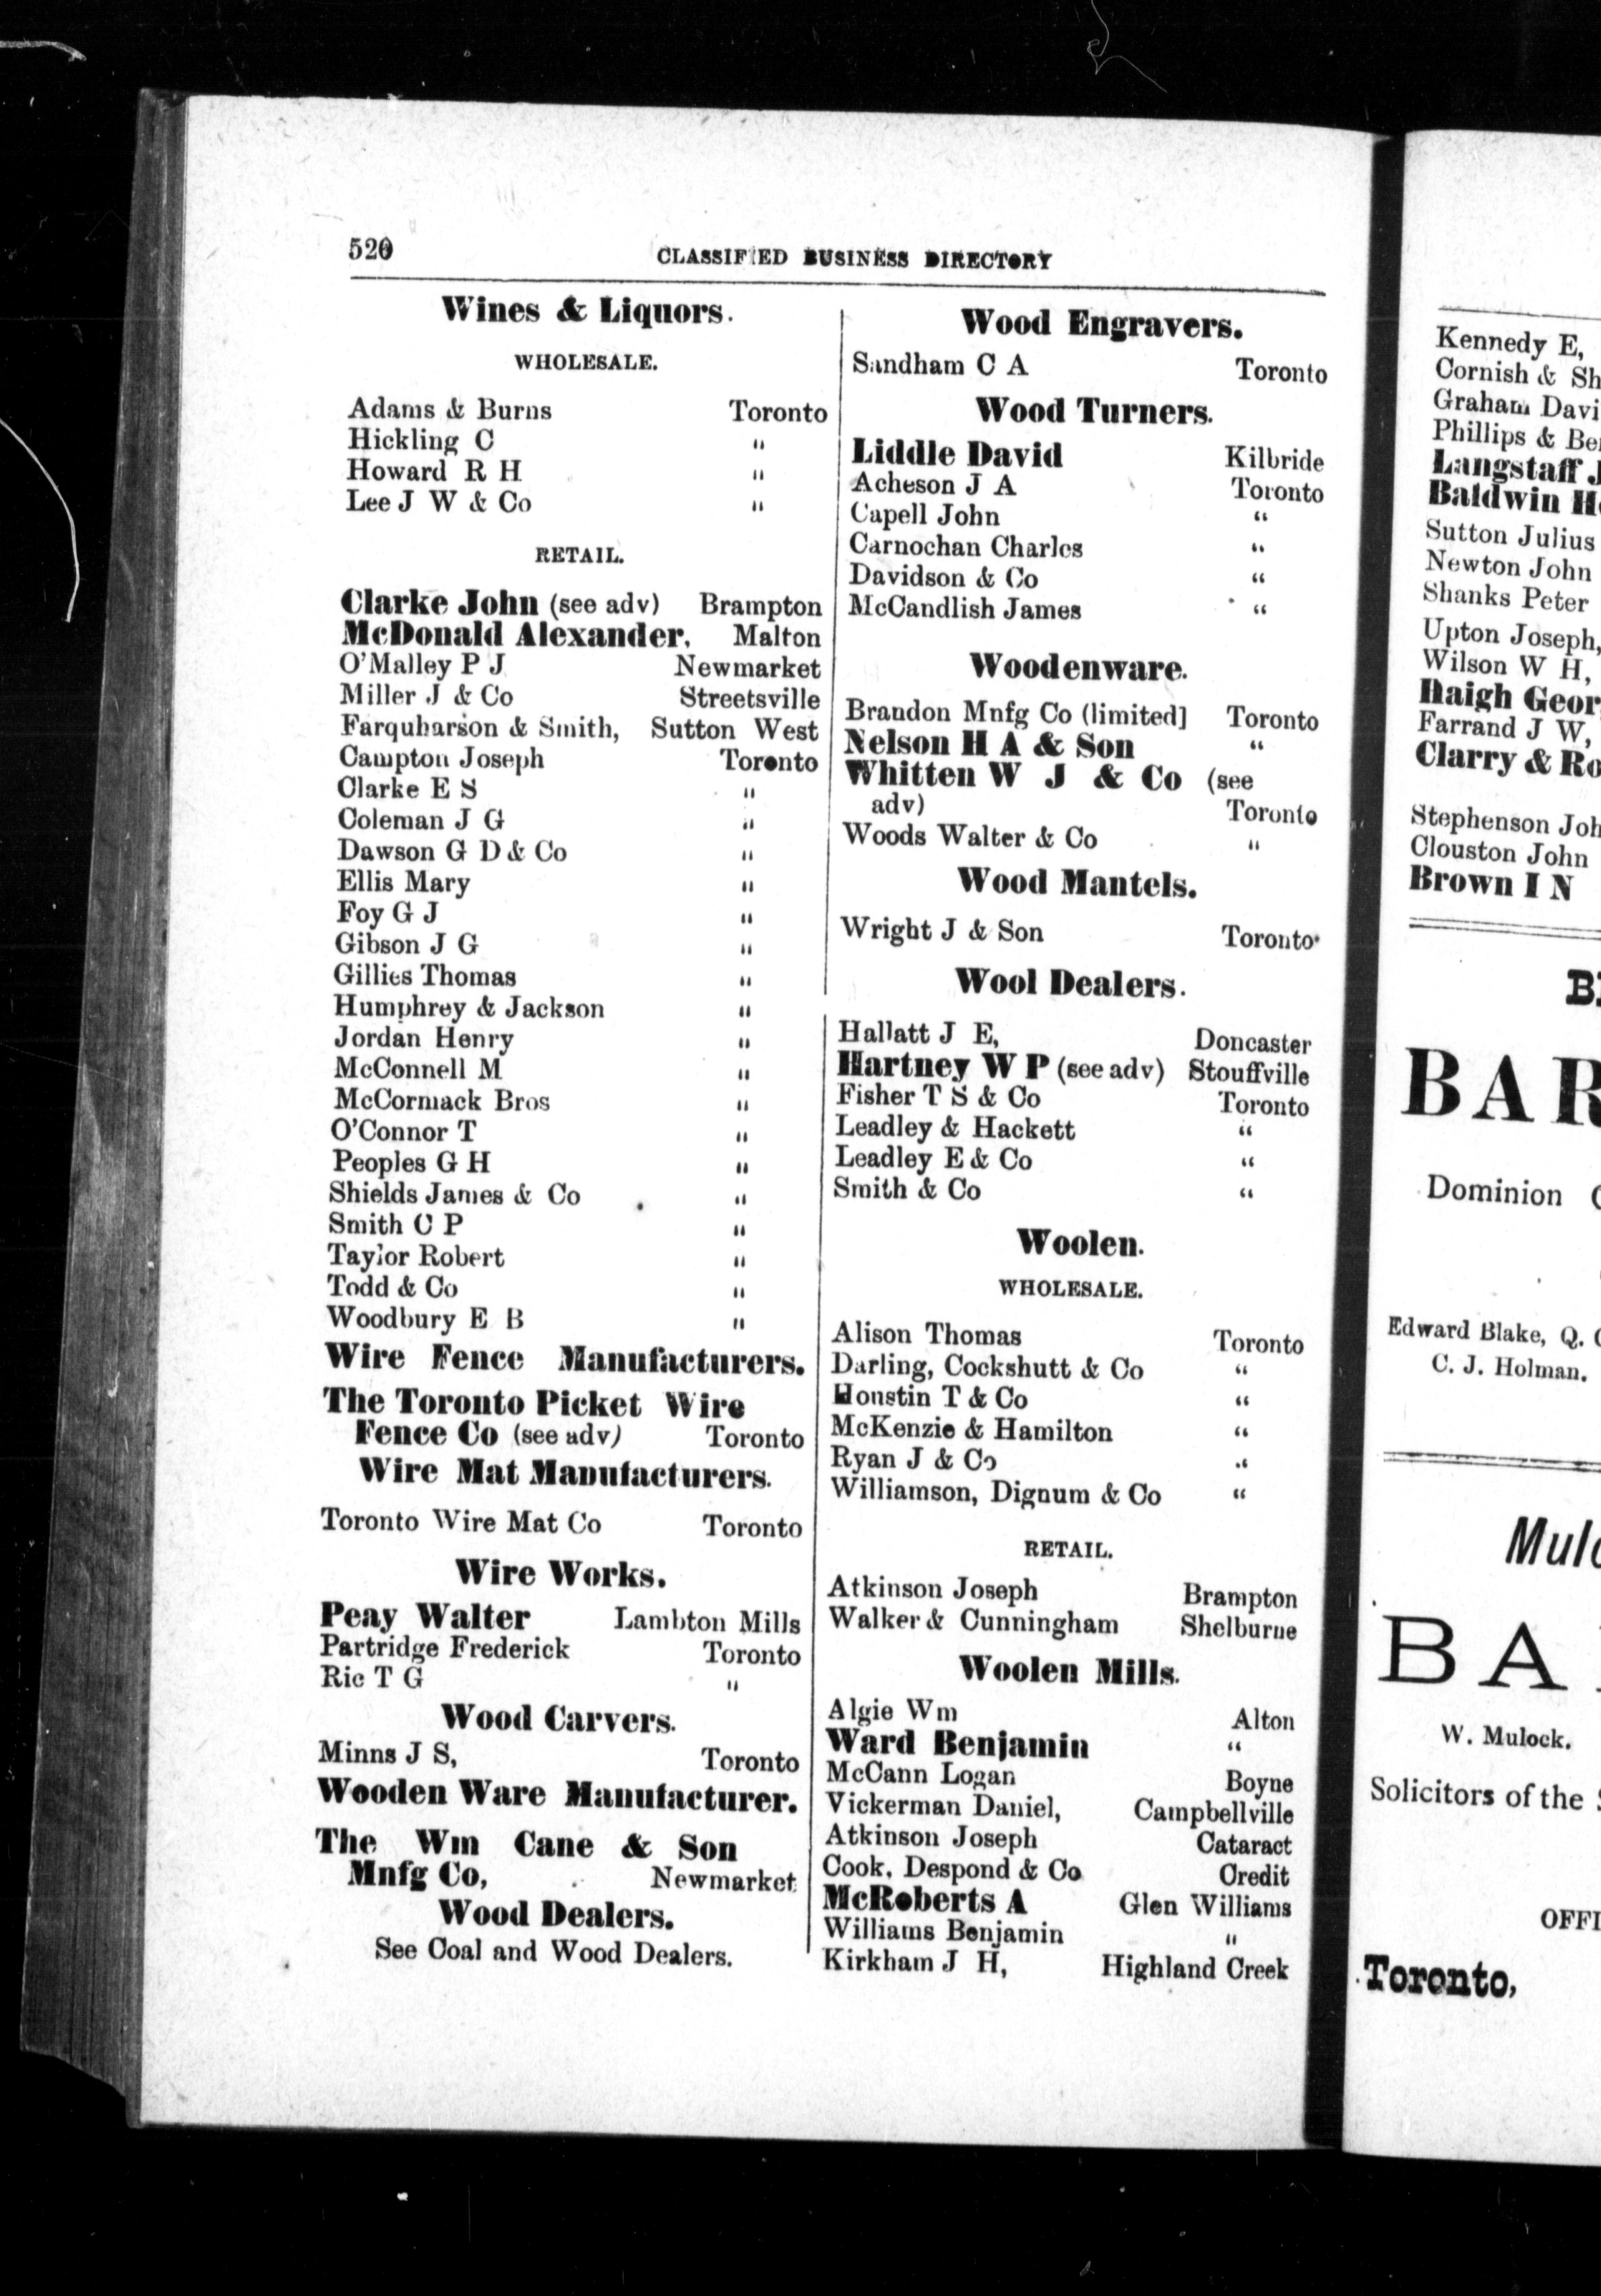 520
CLASSIFIED BUSINESS DIRECTORY
Wines & Liquors.
WHOLESALE.
Adams & Burns Toronto
Hickling C "
Howard R H "
Lee J W & Co "
RETAIL.
Clarke John (see adv) Brampton
McDonald Alexander, Malton
O'Malley P J Newmarket
Miller J & Co Streetsville
Farquharson & Smith, Sutton West
Campton Joseph Toronto
Clarke E S "
Coleman J G "
Dawson G D & Co "
Ellis Mary "
Foy G J "
Gibson J G "
Gillies Thomas "
Humphrey & Jackson "
Jordan Henry "
McConnell M "
McCormack Bros "
O'Connor T "
Peoples G H "
Shields James & Co "
Smith C P "
Taylor Robert "
Todd & Co "
Woodbury E B "
Wire Fence Manufacturers.
The Toronto Picket Wire
Fence Co (see adv) Toronto
Wire Mat Manufacturers.
Toronto Wire Mat Co Toronto
Wire Works.
Peay Walter Lambton Mills
Partridge Frederick Toronto
Ric T G "
Wood Carvers.
Minns J S, Toronto
Wooden Ware Manufacturer.
The Wm Cane & Son
Mnfg Co, Newmarket
Wood Dealers.
See Coal and Wood Dealers.
Wood Engravers.
Sandham C A Toronto
Wood Turners.
Liddle David Kilbride
Acheson J A Toronto
Capell John "
Carnochan Charles "
Davidson & Co "
McCandlish James "
Woodenware.
Brandon Mnfg Co (limited] Toronto
Nelson H A & Son "
Whitten W J & Co (see
adv) Toronto
Woods Walter & Co "
Wood Mantels.
Wright J & Son Toronto
Wool Dealers.
Hallatt J E, Doncaster
Hartney W P (see adv) Stouffville
Fisher T S & Co Toronto
Leadley & Hackett "
Leadley E & Co "
Smith & Co "
Woolen.
WHOLESALE.
Alison Thomas Toronto
Darling, Cockshutt & Co "
Houstin T & Co "
McKenzie & Hamilton "
Ryan J & Co "
Williamson, Dignum & Co "
RETAIL.
Atkinson Joseph Brampton
Walker & Cunningham Shelburne
Woolen Mills.
Algie Wm Alton
Ward Benjamin "
McCann Logan Boyne
Vickerman Daniel, Campbellville
Atkinson Joseph Cataract
Cook, Despond & Co Credit
McRoberts A Glen Williams
Williams Benjamin "
Kirkham J H, Highland Creek
Kennedy E,
Cornish & Sh
Graham Davi
Phillips & Be
Langstaff J
Baldwin H
Sutton Julius
Newton John
Shanks Peter
Upton Joseph,
Wilson W H,
Haigh Geor
Farrand J W,
Clarry & Ro
Stephenson Joh
Clouston John
Brown I N
BAR
Dominion
Edward Blake, Q.
C. J. Holman.
Mulo
BA
W. Mulock.
Solicitors of the
OFFI
Toronto,